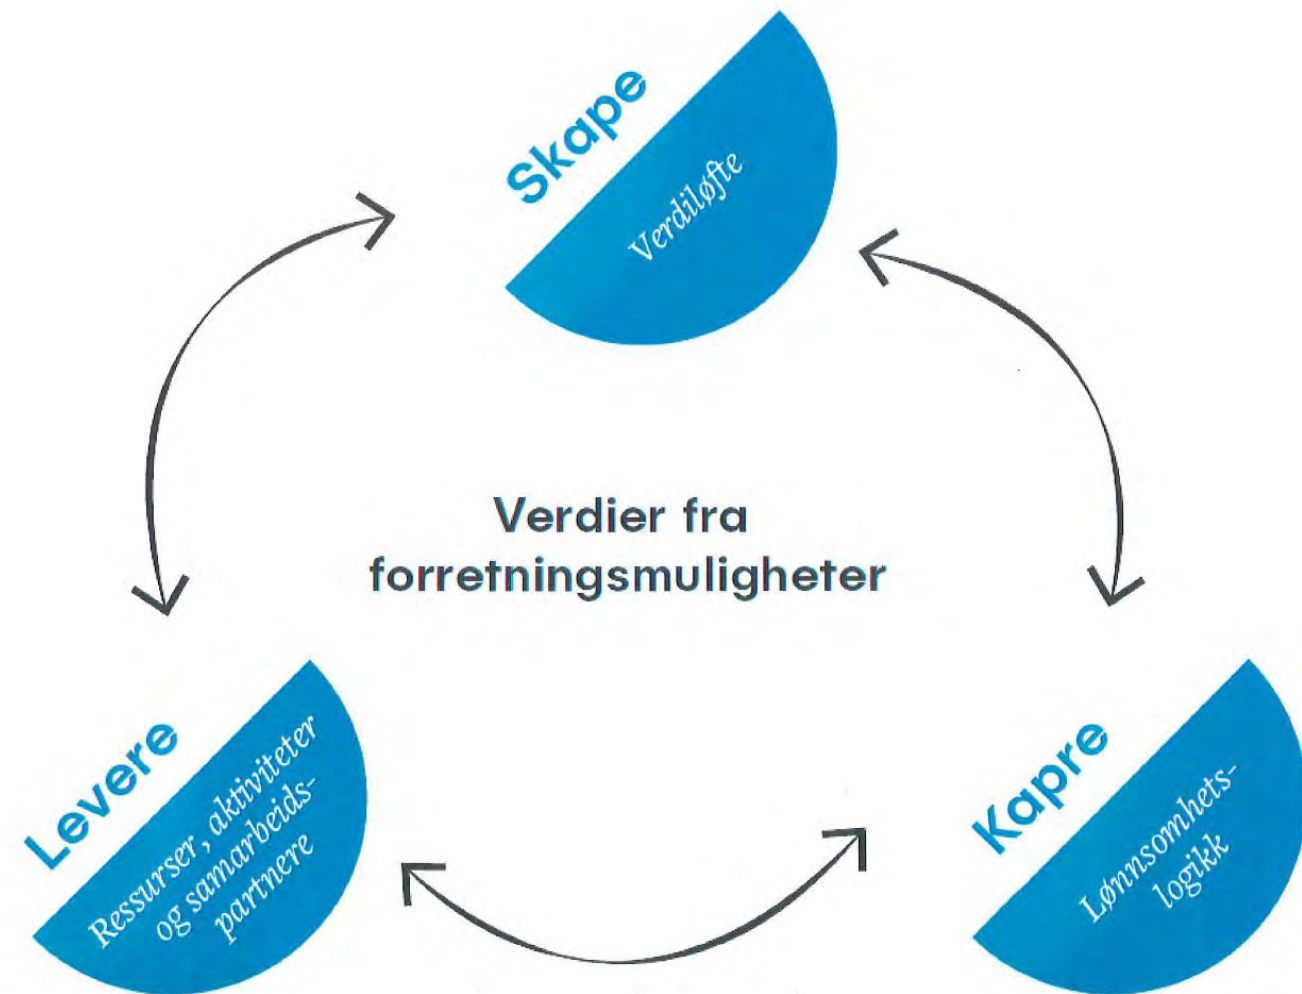 Skape
Verdiløfte
Verdier fra
forretningsmuligheter
Levere
Ressurser, aktiviteter
og samarbeids-
partnere
Kapre
Lønnsomhets-
logikk